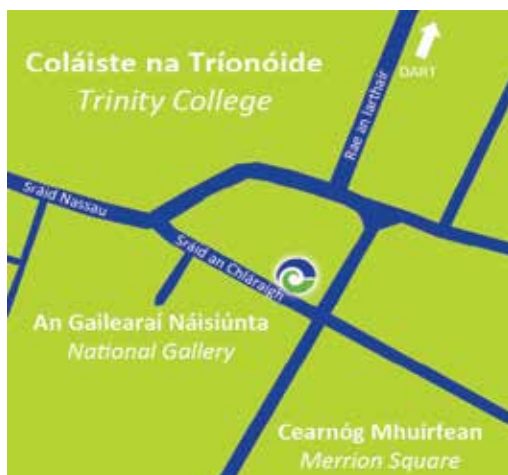 Coláiste na Tríonóide
Trinity College
DART
Rae an Iarthair
Sráid Nassau
Sráid an Chláraigh
An Gailearaí Náisiúnta
National Gallery
Cearnóg Mhuirfean
Merrion Square